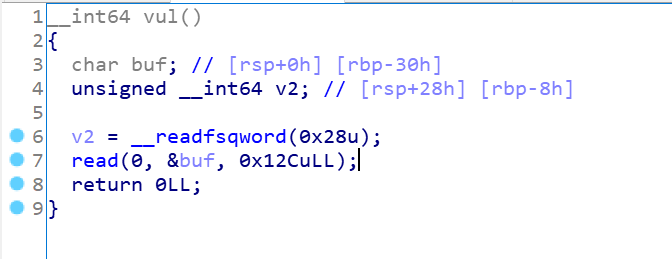 1 __int64 vul()
2 {
3 char buf; // [rsp+0h] [rbp-30h]
4 unsigned __int64 v2; // [rsp+28h] [rbp-8h]
5
6 v2 = __readfsqword(0x28u);
7 read(0, &buf, 0x12CuLL);
8 return 0LL;
9 }